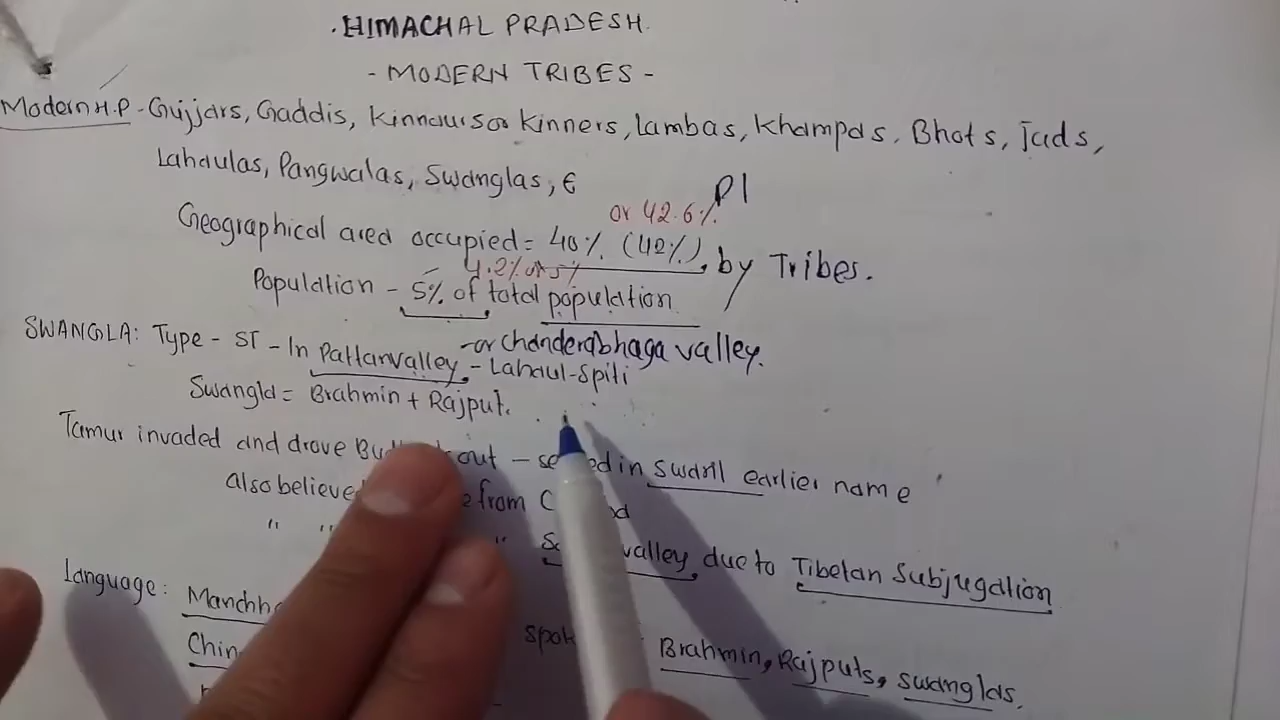 HIMACHAL PRADESH.
- MODERN TRIBES -
Modern H.P - Gujjars, Gaddis, Kinnaurs or Kinners, Lambas, Khampas, Bhots, Jads,
Lahaulas, Pangwalas, Swanglas, E
P1
or 42.6%
Geographical area occupied = 40% (42%), by Tribes.
4.2% or 5%
Population - 5% of total population
SWANGLA: Type - ST - In Pattanvalley - Lahaul-Spiti
-or chanderabhaga valley.
Swangla = Brahmin + Rajput.
Tamur invaded and drove out - in earlier name
Also believed from
" "
" valley due to Tibetan Subjugation
Language:
Brahmin, Rajputs, swanglas.